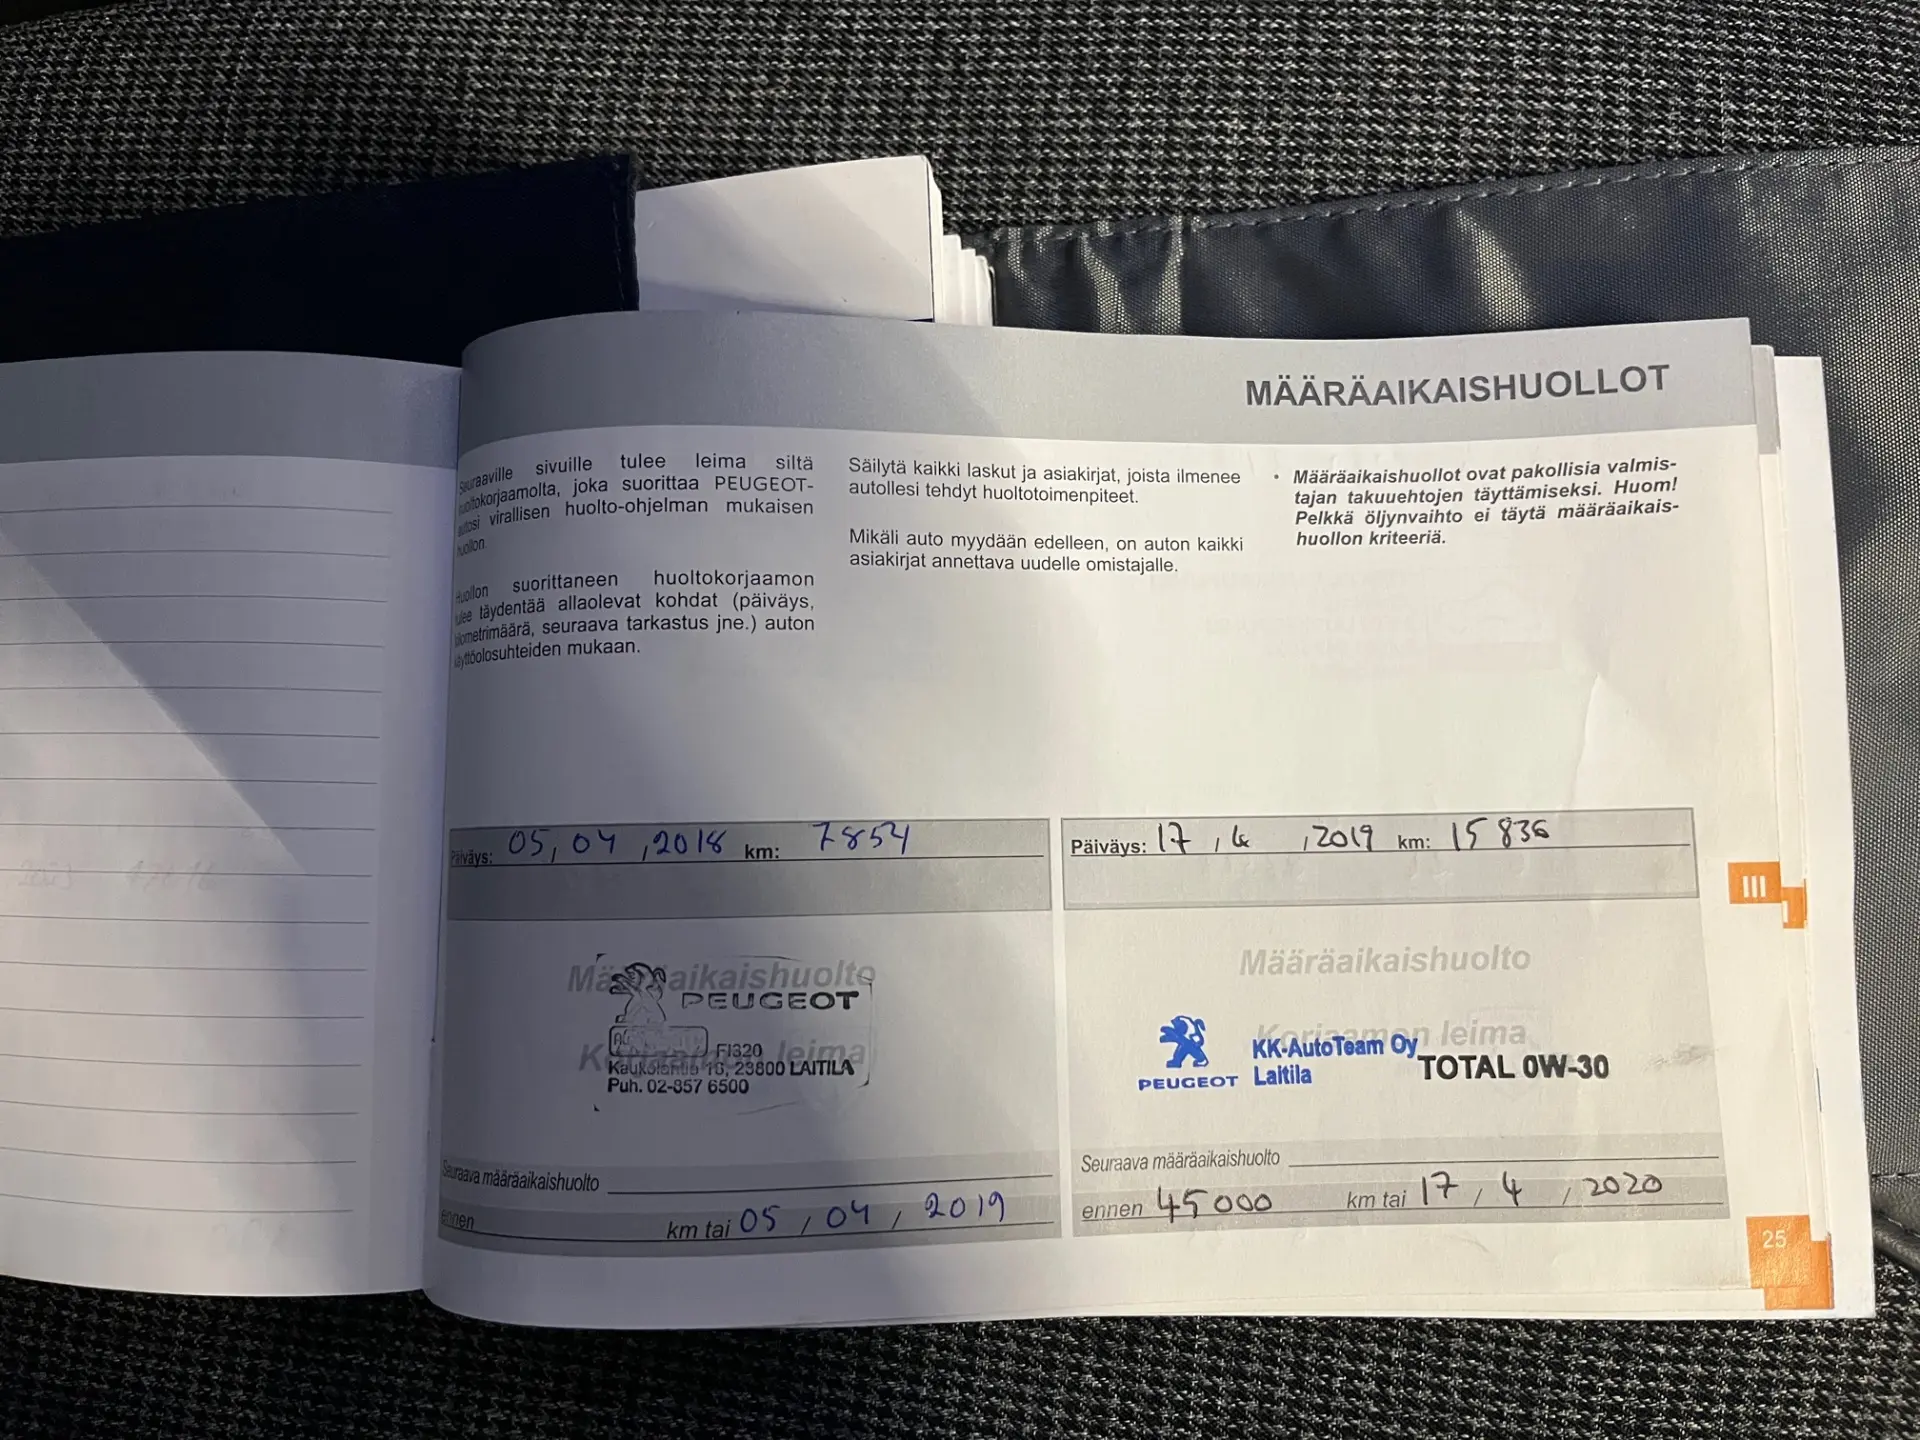 MÄÄRÄAIKAISHUOLLOT
Seuraaville sivuille tulee leima siltä
huoltokorjaamolta, joka suorittaa PEUGEOT-
autosi virallisen huolto-ohjelman mukaisen
huollon
Huollon suorittaneen huoltokorjaamon
tulee täydentää allaolevat kohdat (päiväys,
kilometrimäärä, seuraava tarkastus jne.) auton
käyttöolosuhteiden mukaan.
Säilytä kaikki laskut ja asiakirjat, joista ilmenee
autollesi tehdyt huoltotoimenpiteet.
Mikäli auto myydään edelleen, on auton kaikki
asiakirjat annettava uudelle omistajalle.
• Määräaikaishuollot ovat pakollisia valmis-
tajan takuuehtojen täyttämiseksi. Huom!
Pelkkä öljynvaihto ei täytä määräaikais-
huollon kriteeriä.
Päiväys: 05, 04, 2018 km: 7854
Määräaikaishuolto
PEUGEOT
Korjaamon leima
FI320
23800 LAITILA
Puh. 02-857 6500
Seuraava määräaikaishuolto
ennen km tai 05, 04, 2019
Päiväys: 17, 4, 2019 km: 15 836
Määräaikaishuolto
Korjaamon leima
PEUGEOT
KK-AutoTeam Oy
Laitila
TOTAL 0W-30
Seuraava määräaikaishuolto
ennen 45000 km tai 17, 4, 2020
III
25